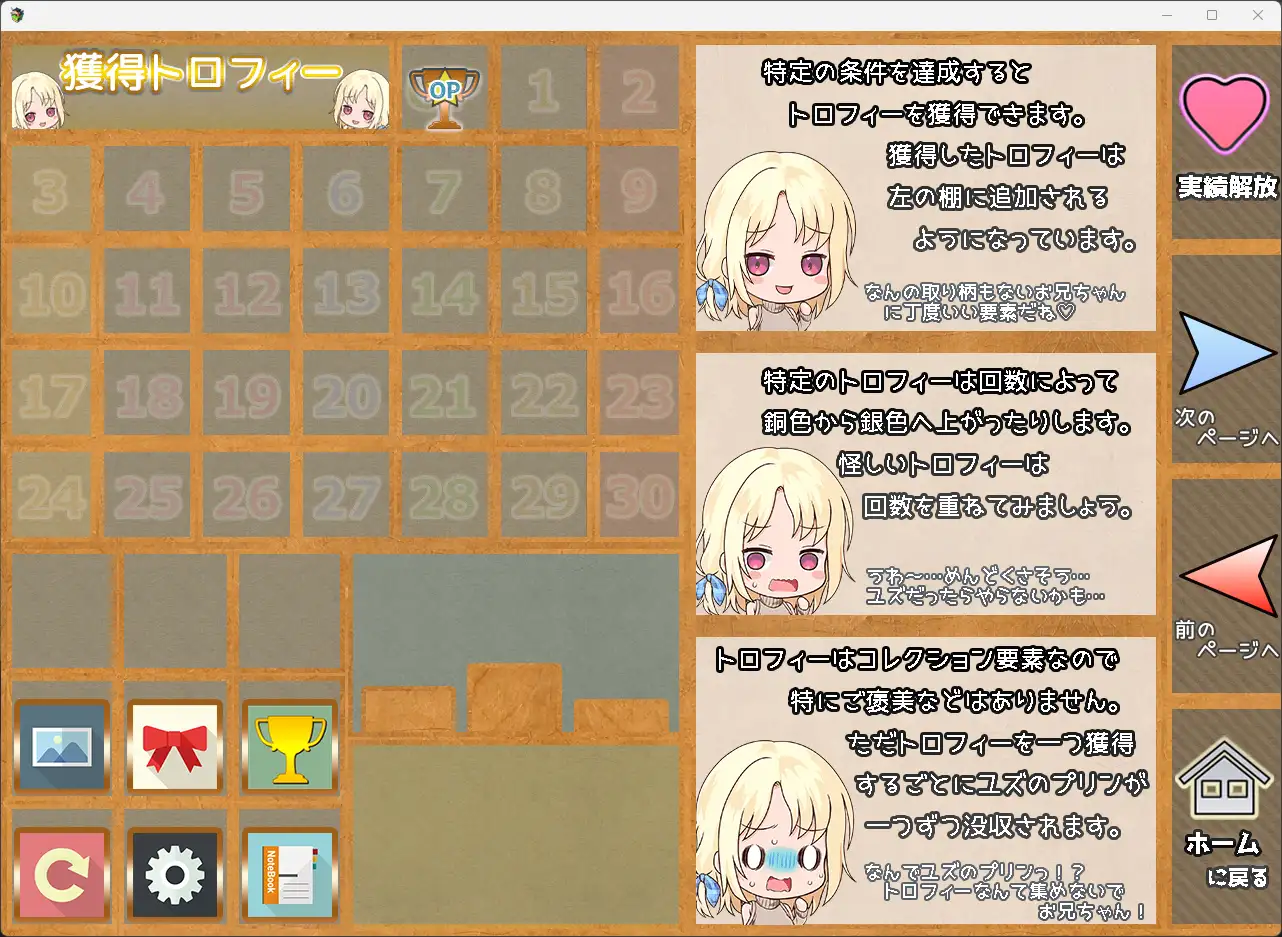 獲得トロフィー
OP
1
2
3
4
5
6
7
8
9
10
11
12
13
14
15
16
17
18
19
20
21
22
23
24
25
26
27
28
29
30
NoteBook
特定の条件を達成すると
トロフィーを獲得できます。
獲得したトロフィーは
左の棚に追加される
ようになっています。
なんの取り柄もないお兄ちゃん
に丁度いい要素だね♡
特定のトロフィーは回数によって
銅色から銀色へ上がったりします。
怪しいトロフィーは
回数を重ねてみましょう。
うわ～…めんどくさそう…
ユズだったらやらないかも…
トロフィーはコレクション要素なので
特にご褒美などはありません。
ただトロフィーを一つ獲得
するごとにユズのプリンが
一つずつ没収されます。
なんでユズのプリンっ！？
トロフィーなんて集めないで
お兄ちゃん！
実績解放
次の
ページへ
前の
ページへ
ホーム
に戻る